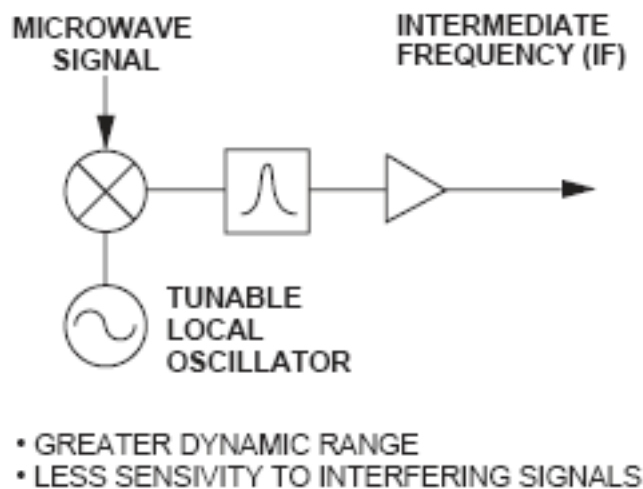 MICROWAVE
SIGNAL
INTERMEDIATE
FREQUENCY (IF)
TUNABLE
LOCAL
OSCILLATOR
• GREATER DYNAMIC RANGE
• LESS SENSIVITY TO INTERFERING SIGNALS